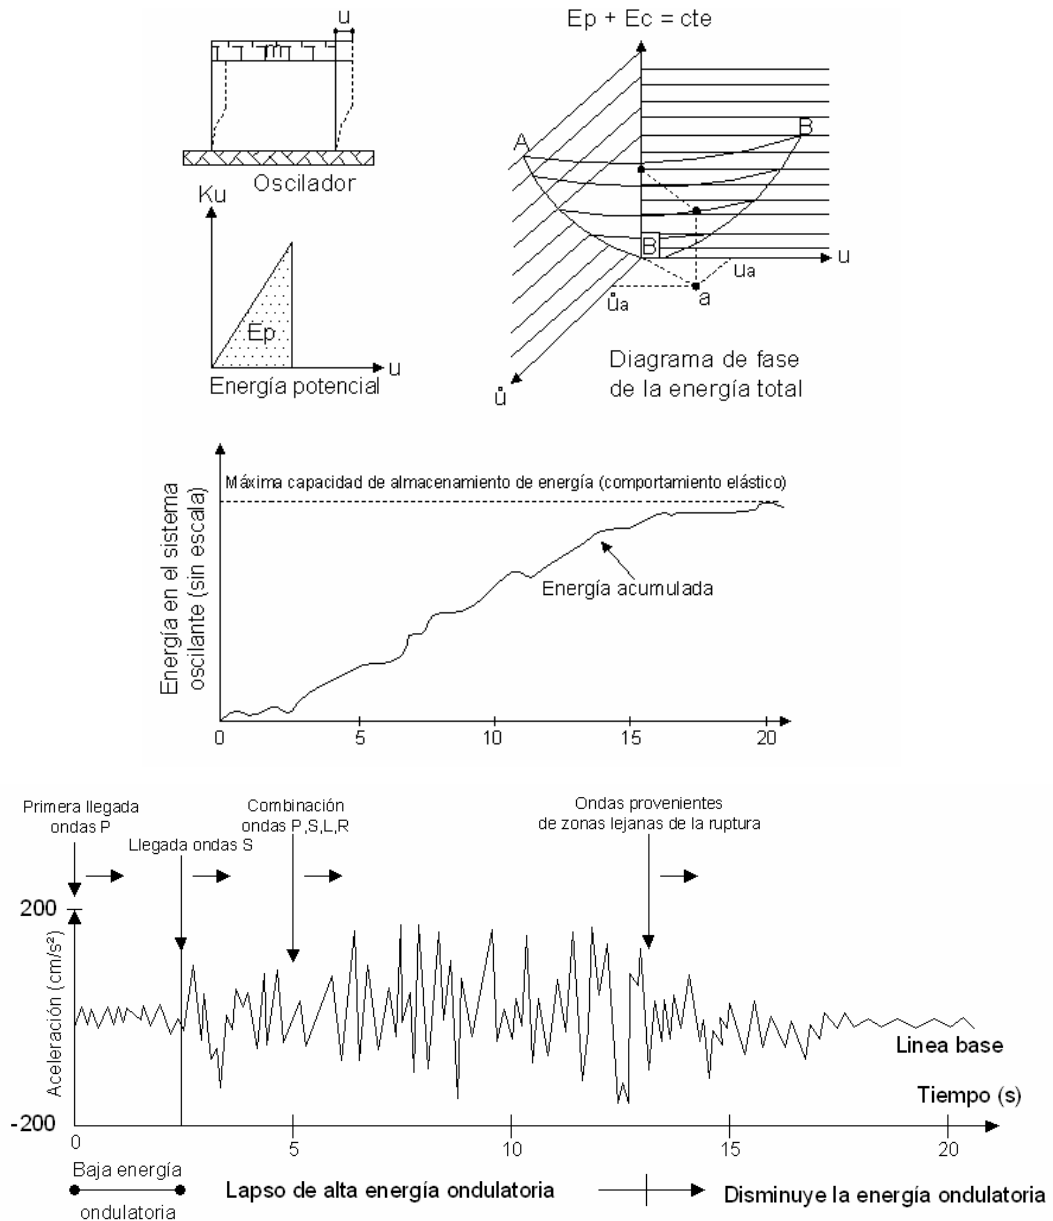 u
m
Oscilador
Ku
Ep
u
Energía potencial
Ep + Ec = cte
A
B
B
u
ůa
a
ua
ů
Diagrama de fase
de la energía total
Energía en el sistema
oscilante (sin escala)
Máxima capacidad de almacenamiento de energía (comportamiento elástico)
Energía acumulada
0 5 10 15 20
Primera llegada
ondas P
Llegada ondas S
Combinación
ondas P,S,L,R
Ondas provenientes
de zonas lejanas de la ruptura
200
Aceleración (cm/s²)
-200
Linea base
Tiempo (s)
0 5 10 15 20
Baja energía
ondulatoria
Lapso de alta energía ondulatoria
Disminuye la energía ondulatoria